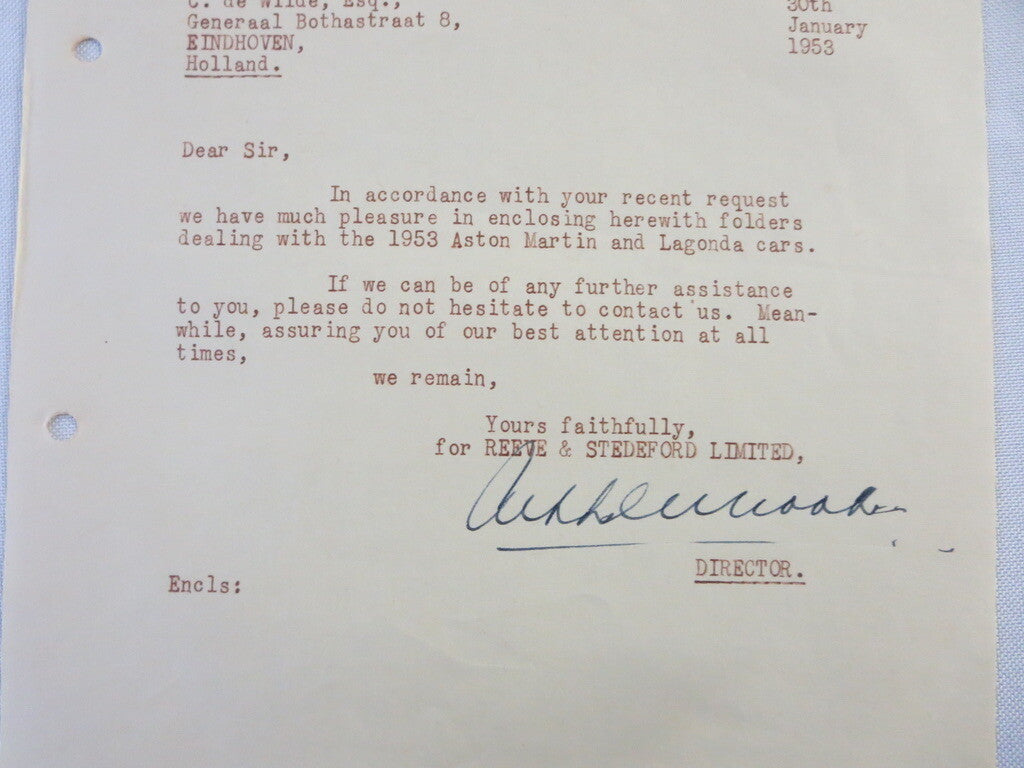 C. de Wilde, Esq.,
Generaal Bothastraat 8,
EINDHOVEN,
Holland.
30th
January
1953
Dear Sir,
In accordance with your recent request
we have much pleasure in enclosing herewith folders
dealing with the 1953 Aston Martin and Lagonda cars.
If we can be of any further assistance
to you, please do not hesitate to contact us. Mean-
while, assuring you of our best attention at all
times,
we remain,
Yours faithfully,
for REEVE & STEDEFORD LIMITED,
DIRECTOR.
Encls: